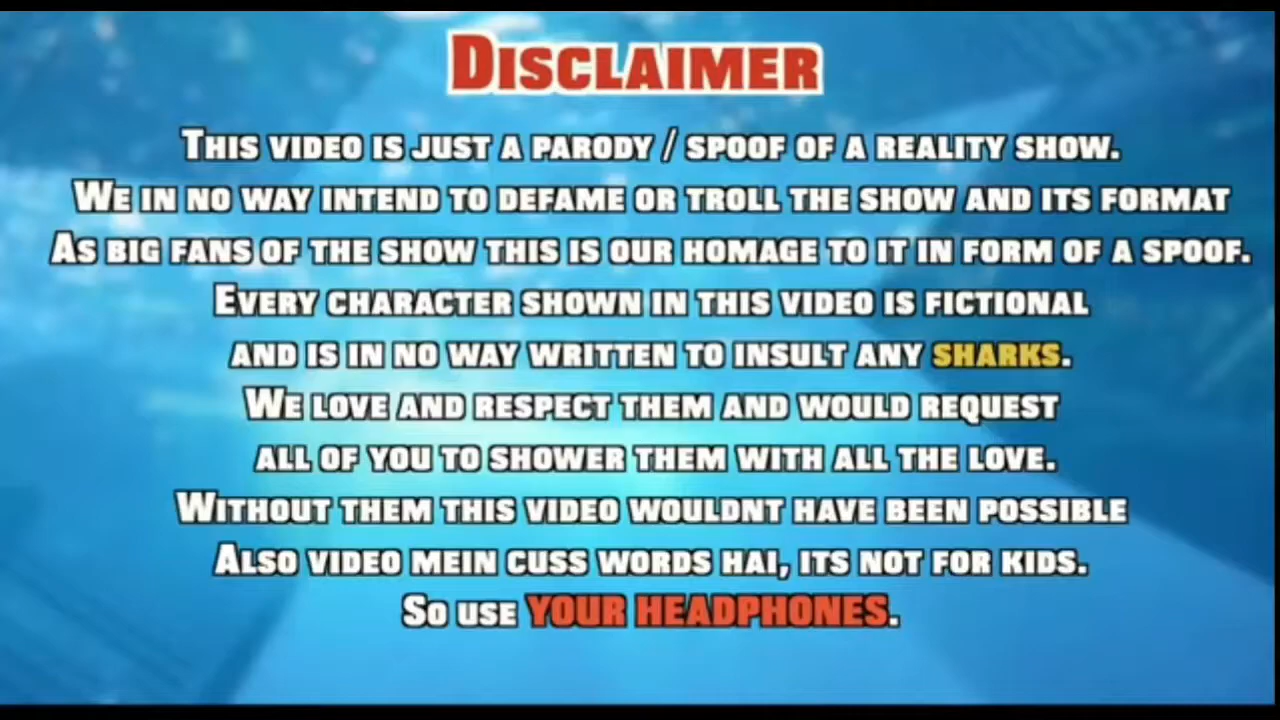 DISCLAIMER
THIS VIDEO IS JUST A PARODY / SPOOF OF A REALITY SHOW.
WE IN NO WAY INTEND TO DEFAME OR TROLL THE SHOW AND ITS FORMAT
AS BIG FANS OF THE SHOW THIS IS OUR HOMAGE TO IT IN FORM OF A SPOOF.
EVERY CHARACTER SHOWN IN THIS VIDEO IS FICTIONAL
AND IS IN NO WAY WRITTEN TO INSULT ANY SHARKS.
WE LOVE AND RESPECT THEM AND WOULD REQUEST
ALL OF YOU TO SHOWER THEM WITH ALL THE LOVE.
WITHOUT THEM THIS VIDEO WOULDNT HAVE BEEN POSSIBLE
ALSO VIDEO MEIN CUSS WORDS HAI, ITS NOT FOR KIDS.
SO USE YOUR HEADPHONES.